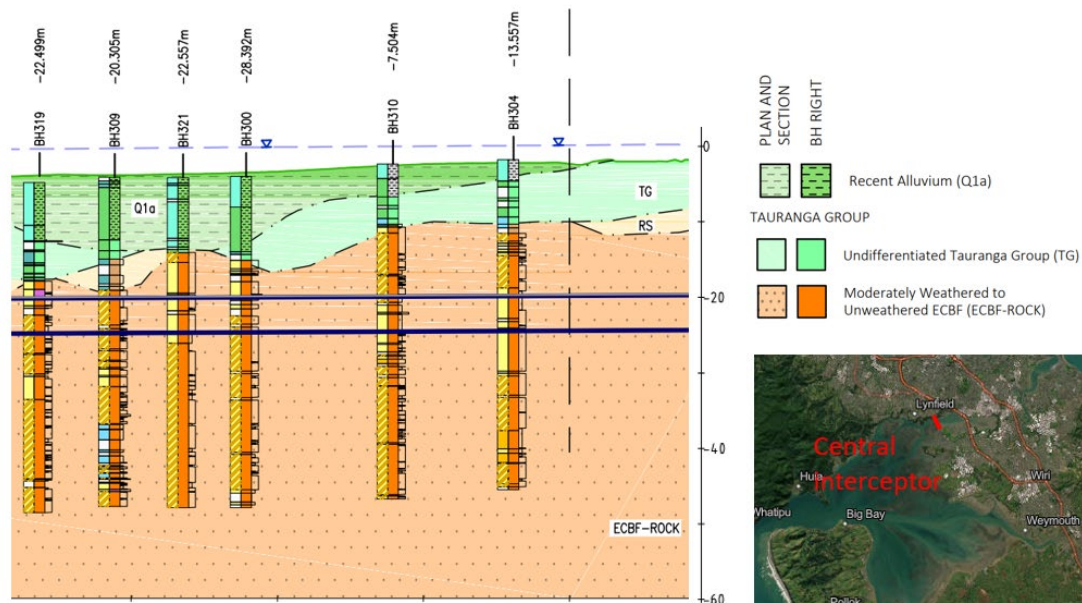 -22.499m
-20.305m
-22.557m
-28.392m
-7.504m
-13.557m
BH319
BH309
BH321
BH300
BH310
BH304
0
-20
-40
-60
Q1a
TG
RS
ECBF-ROCK
PLAN AND
SECTION
BH RIGHT
Recent Alluvium (Q1a)
TAURANGA GROUP
Undifferentiated Tauranga Group (TG)
Moderately Weathered to
Unweathered ECBF (ECBF-ROCK)
Lynfield
Central
Interceptor
Huia
Wiri
Whatipu
Big Bay
Weymouth
Pollok